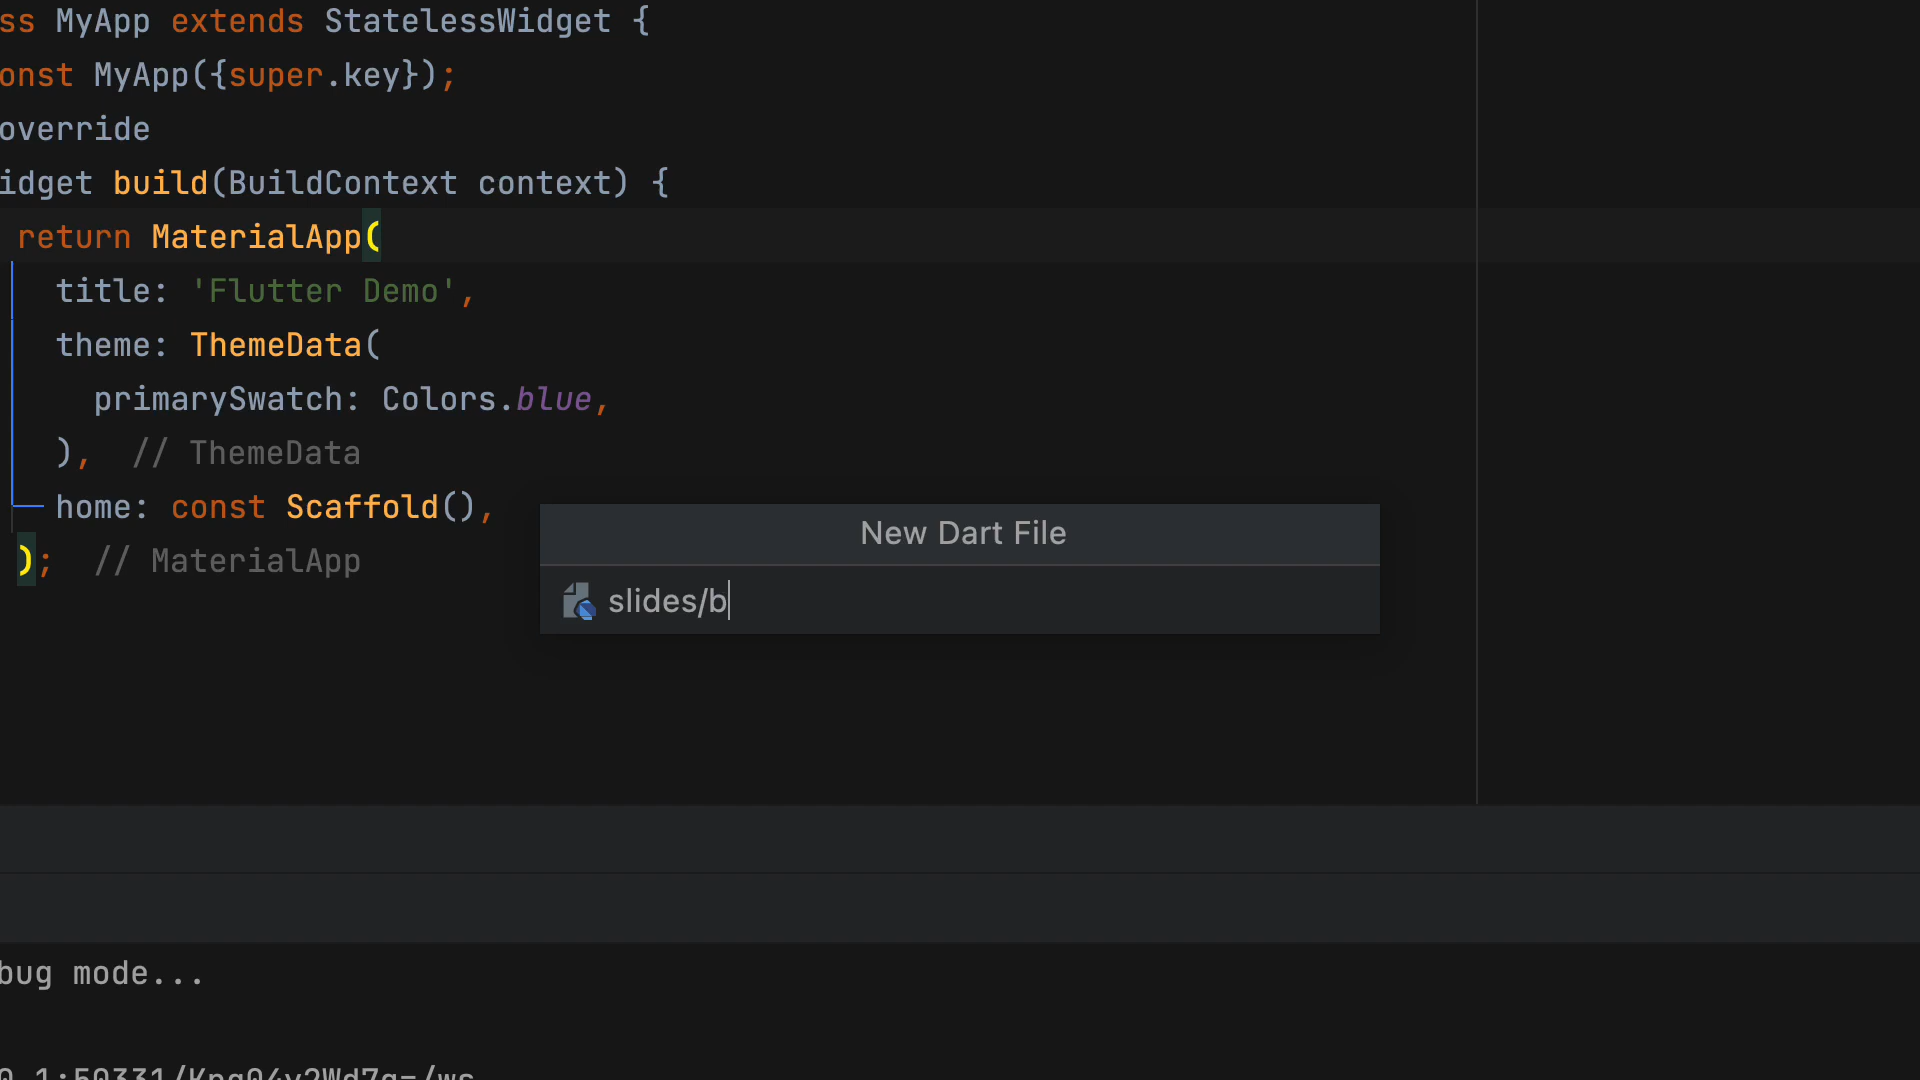 ss MyApp extends StatelessWidget {
onst MyApp({super.key});
override
idget build(BuildContext context) {
return MaterialApp(
title: 'Flutter Demo',
theme: ThemeData(
primarySwatch: Colors.blue,
), // ThemeData
home: const Scaffold(),
); // MaterialApp
New Dart File
slides/b
bug mode...